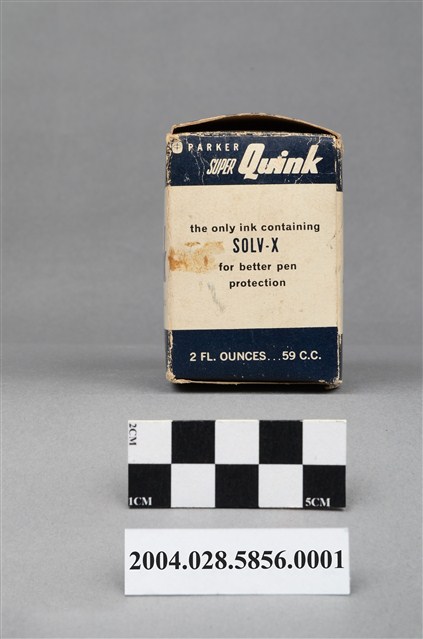 PARKER
SUPER Quink
the only ink containing
SOLV-X
for better pen
protection
2 FL. OUNCES...59 C.C.
2CM
1CM 5CM
2004.028.5856.0001